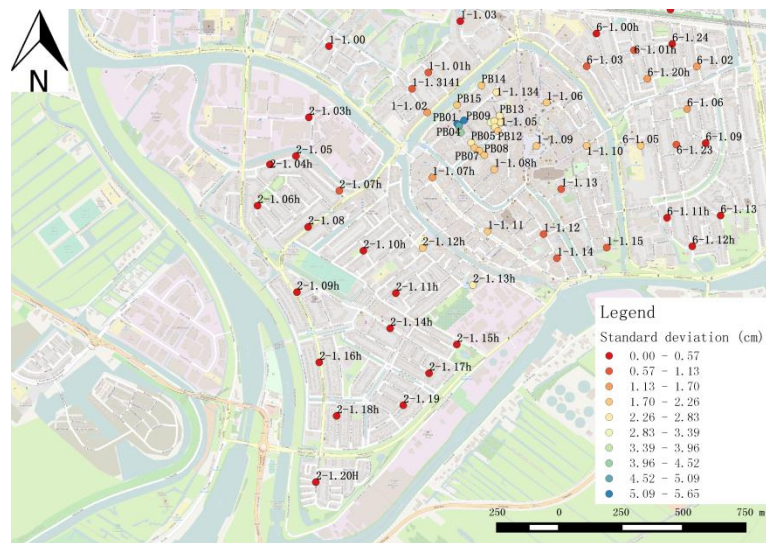 1-1.03
6-1.00h
6-1.24
1-1.00
6-1.01h
6-1.03
6-1.02
1-1.01h
6-1.20h
PB14
1-1.3141
1-1.134
PB15
1-1.06
6-1.06
1-1.02
PB13
2-1.03h
PB01
PB09
1-1.05
PB04
PB05
PB12
1-1.09
1-1.10
6-1.05
6-1.09
6-1.23
2-1.05
PB08
2-1.04h
PB07
1-1.08h
1-1.07h
2-1.07h
1-1.13
2-1.06h
6-1.11h
6-1.13
2-1.08
1-1.11
1-1.12
2-1.10h
2-1.12h
1-1.15
6-1.12h
1-1.14
2-1.13h
2-1.09h
2-1.11h
2-1.14h
2-1.15h
2-1.16h
2-1.17h
2-1.18h
2-1.19
2-1.20H
N
Legend
Standard deviation (cm)
0.00 - 0.57
0.57 - 1.13
1.13 - 1.70
1.70 - 2.26
2.26 - 2.83
2.83 - 3.39
3.39 - 3.96
3.96 - 4.52
4.52 - 5.09
5.09 - 5.65
250 0 250 500 750 m